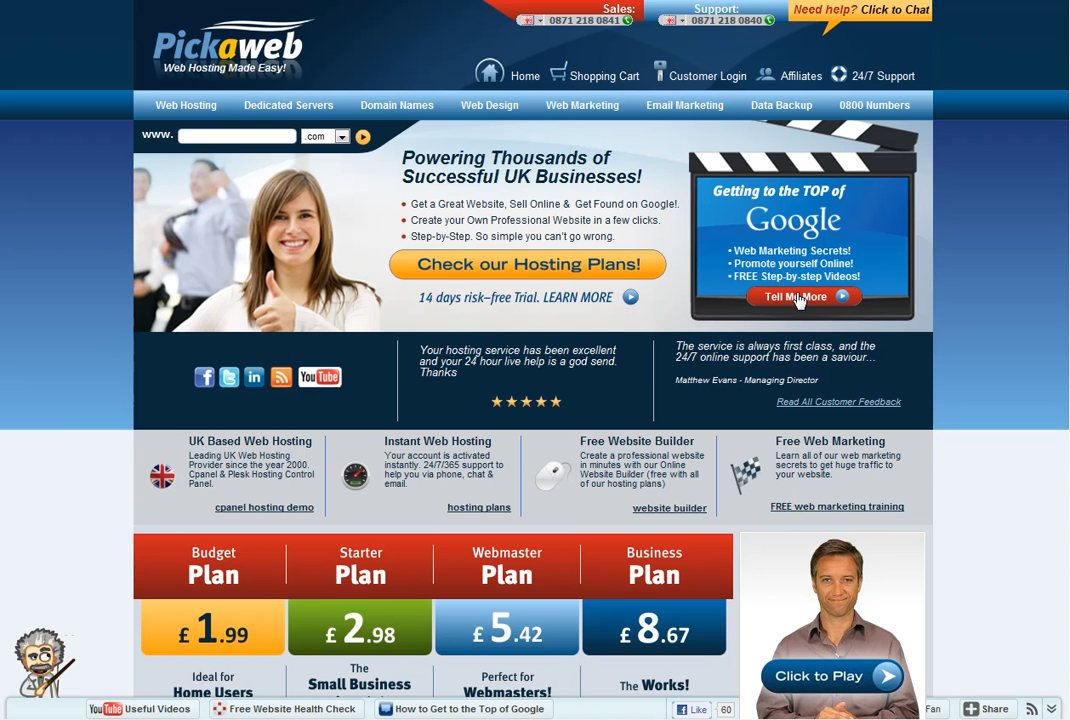 Sales:
0871 218 0841
Support:
0871 218 0840
Need help? Click to Chat
Pickaweb
Web Hosting Made Easy!
Home
Shopping Cart
Customer Login
Affiliates
24/7 Support
Web Hosting
Dedicated Servers
Domain Names
Web Design
Web Marketing
Email Marketing
Data Backup
0800 Numbers
www.
.com
Powering Thousands of
Successful UK Businesses!
• Get a Great Website, Sell Online & Get Found on Google!.
• Create your Own Professional Website in a few clicks.
• Step-by-Step. So simple you can't go wrong.
Check our Hosting Plans!
14 days risk-free Trial. LEARN MORE
Getting to the TOP of
Google
• Web Marketing Secrets!
• Promote yourself Online!
• FREE Step-by-step Videos!
Tell Me More
You Tube
Your hosting service has been excellent
and your 24 hour live help is a god send.
Thanks
The service is always first class, and the
24/7 online support has been a saviour...
Matthew Evans - Managing Director
Read All Customer Feedback
UK Based Web Hosting
Leading UK Web Hosting
Provider since the year 2000.
Cpanel & Plesk Hosting Control
Panel.
cpanel hosting demo
Instant Web Hosting
Your account is activated
instantly. 24/7/365 support to
help you via phone, chat &
email.
hosting plans
Free Website Builder
Create a professional website
in minutes with our Online
Website Builder (free with all
of our hosting plans)
website builder
Free Web Marketing
Learn all of our web marketing
secrets to get huge traffic to
your website.
FREE web marketing training
Budget
Plan
Starter
Plan
Webmaster
Plan
Business
Plan
£ 1.99
£ 2.98
£ 5.42
£ 8.67
Ideal for
Home Users
The
Small Business
Perfect for
Webmasters!
The Works!
Click to Play
You Tube Useful Videos
Free Website Health Check
How to Get to the Top of Google
Like
60
Fan
Share